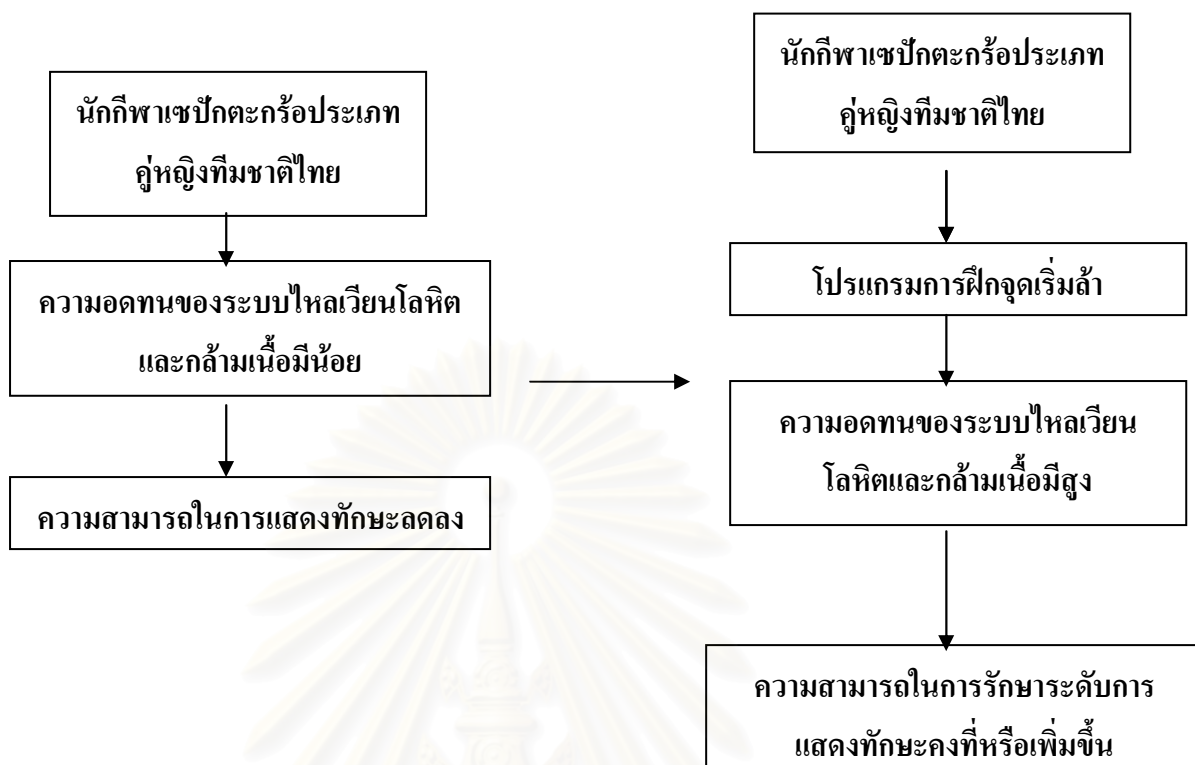 นักกีฬาเซปักตะกร้อประเภท
คู่หญิงทีมชาติไทย
ความอดทนของระบบไหลเวียนโลหิต
และกล้ามเนื้อมีน้อย
ความสามารถในการแสดงทักษะลดลง
นักกีฬาเซปักตะกร้อประเภท
คู่หญิงทีมชาติไทย
โปรแกรมการฝึกจุดเริ่มล้า
ความอดทนของระบบไหลเวียน
โลหิตและกล้ามเนื้อมีสูง
ความสามารถในการรักษาระดับการ
แสดงทักษะคงที่หรือเพิ่มขึ้น